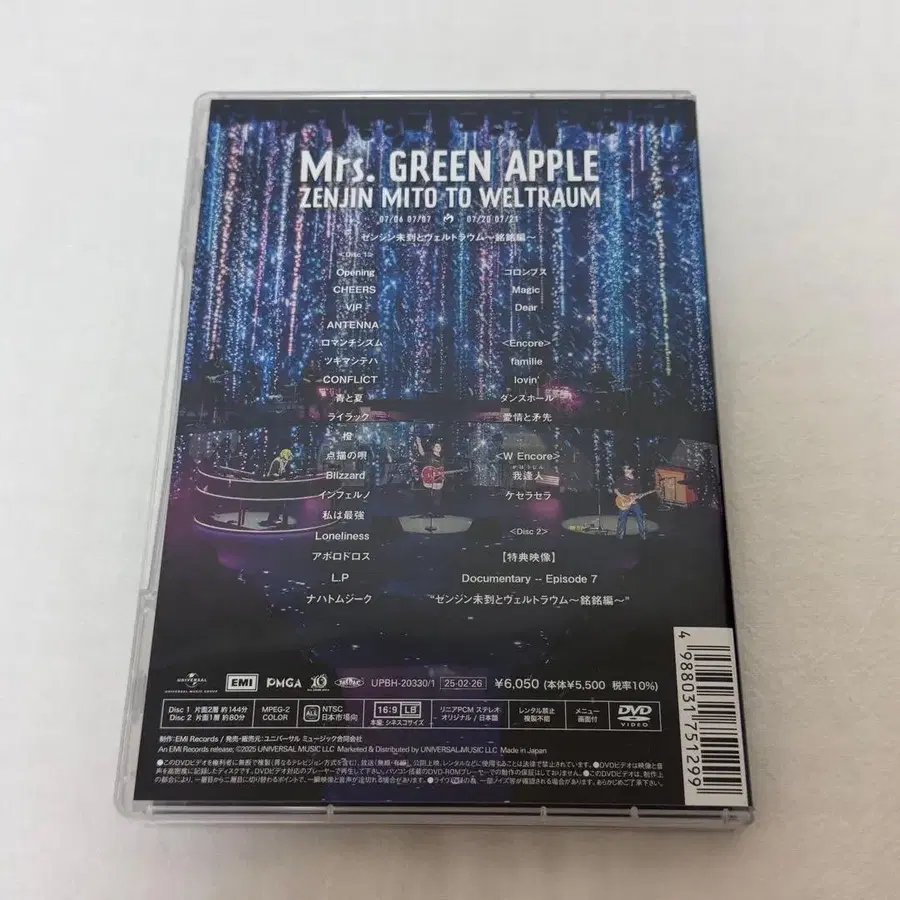 Mrs. GREEN APPLE
ZENJIN MITO TO WELTRAUM
07/06 07/07 07/20 07/21
ゼンジン未到とヴェルトラウム〜銘銘編〜
<Disc 1>
Opening
CHEERS
VIP
ANTENNA
ロマンチシズム
ツキマシテハ
CONFLICT
青と夏
ライラック
橙
点描の唄
Blizzard
インフェルノ
私は最強
Loneliness
アポロドロス
L.P
ナハトムジーク
コロンブス
Magic
Dear
<Encore>
familie
lovin'
ダンスホール
愛情と矛先
<W Encore>
我逢人
ケセラセラ
<Disc 2>
【特典映像】
Documentary -- Episode 7
"ゼンジン未到とヴェルトラウム〜銘銘編〜"
UNIVERSAL
UNIVERSAL MUSIC GROUP
EMI
PMGA
UPBH-20330/1
25-02-26
¥6,050 (本体¥5,500 税率10%)
Disc 1 片面2層 約144分
Disc 2 片面1層 約80分
MPEG-2
COLOR
ALL
NTSC
日本市場向
16:9 LB
本編:シネスコサイズ
リニアPCM ステレオ
オリジナル / 日本語
レンタル禁止
複製不能
メニュー
画面付
DVD
VIDEO
制作:EMI Records / 発売・販売元:ユニバーサル ミュージック合同会社
An EMI Records release; ©2025 UNIVERSAL MUSIC LLC Marketed & Distributed by UNIVERSAL MUSIC LLC Made in Japan
4 988031 751299